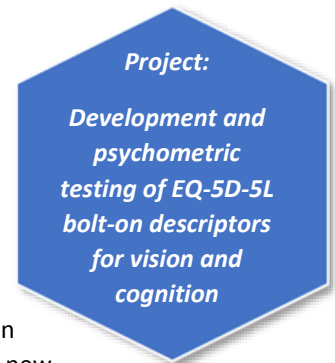 Project:
Development and
psychometric
testing of EQ-5D-5L
bolt-on descriptors
for vision and
cognition
n